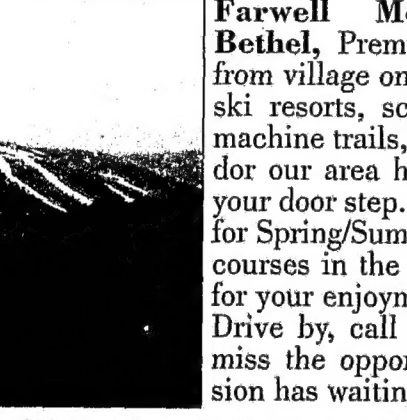 Farwell Mo
Bethel, Prem
from village on
ski resorts, sc
machine trails,
dor our area h
your door step.
for Spring/Sum
courses in the
for your enjoym
Drive by, call
miss the oppor
sion has waitin